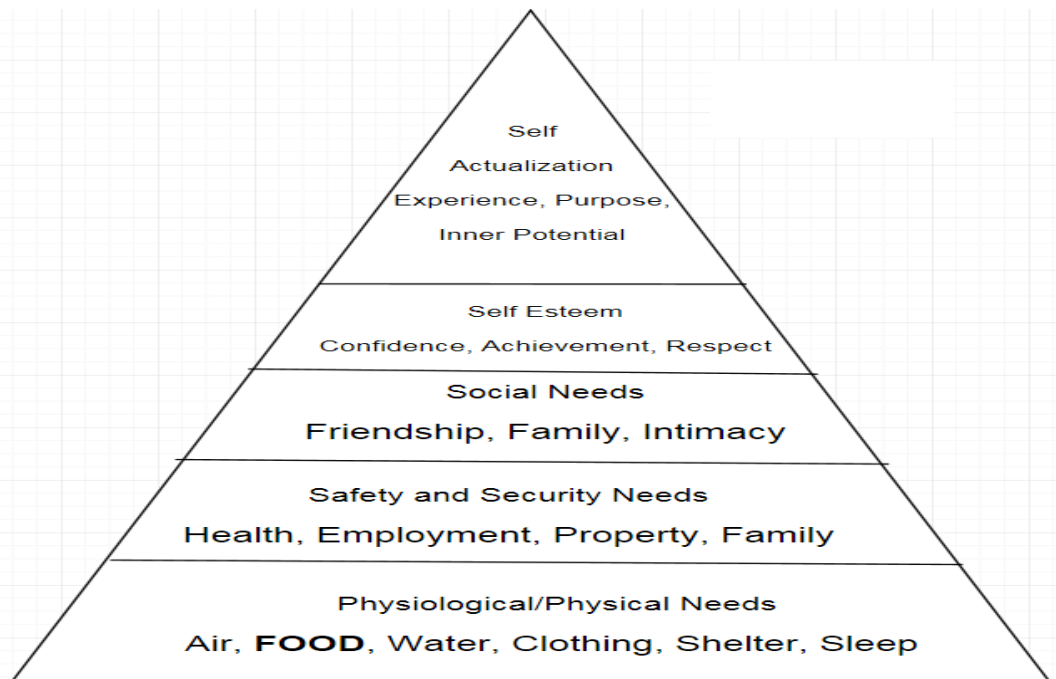 Self
Actualization
Experience, Purpose,
Inner Potential
Self Esteem
Confidence, Achievement, Respect
Social Needs
Friendship, Family, Intimacy
Safety and Security Needs
Health, Employment, Property, Family
Physiological/Physical Needs
Air, FOOD, Water, Clothing, Shelter, Sleep